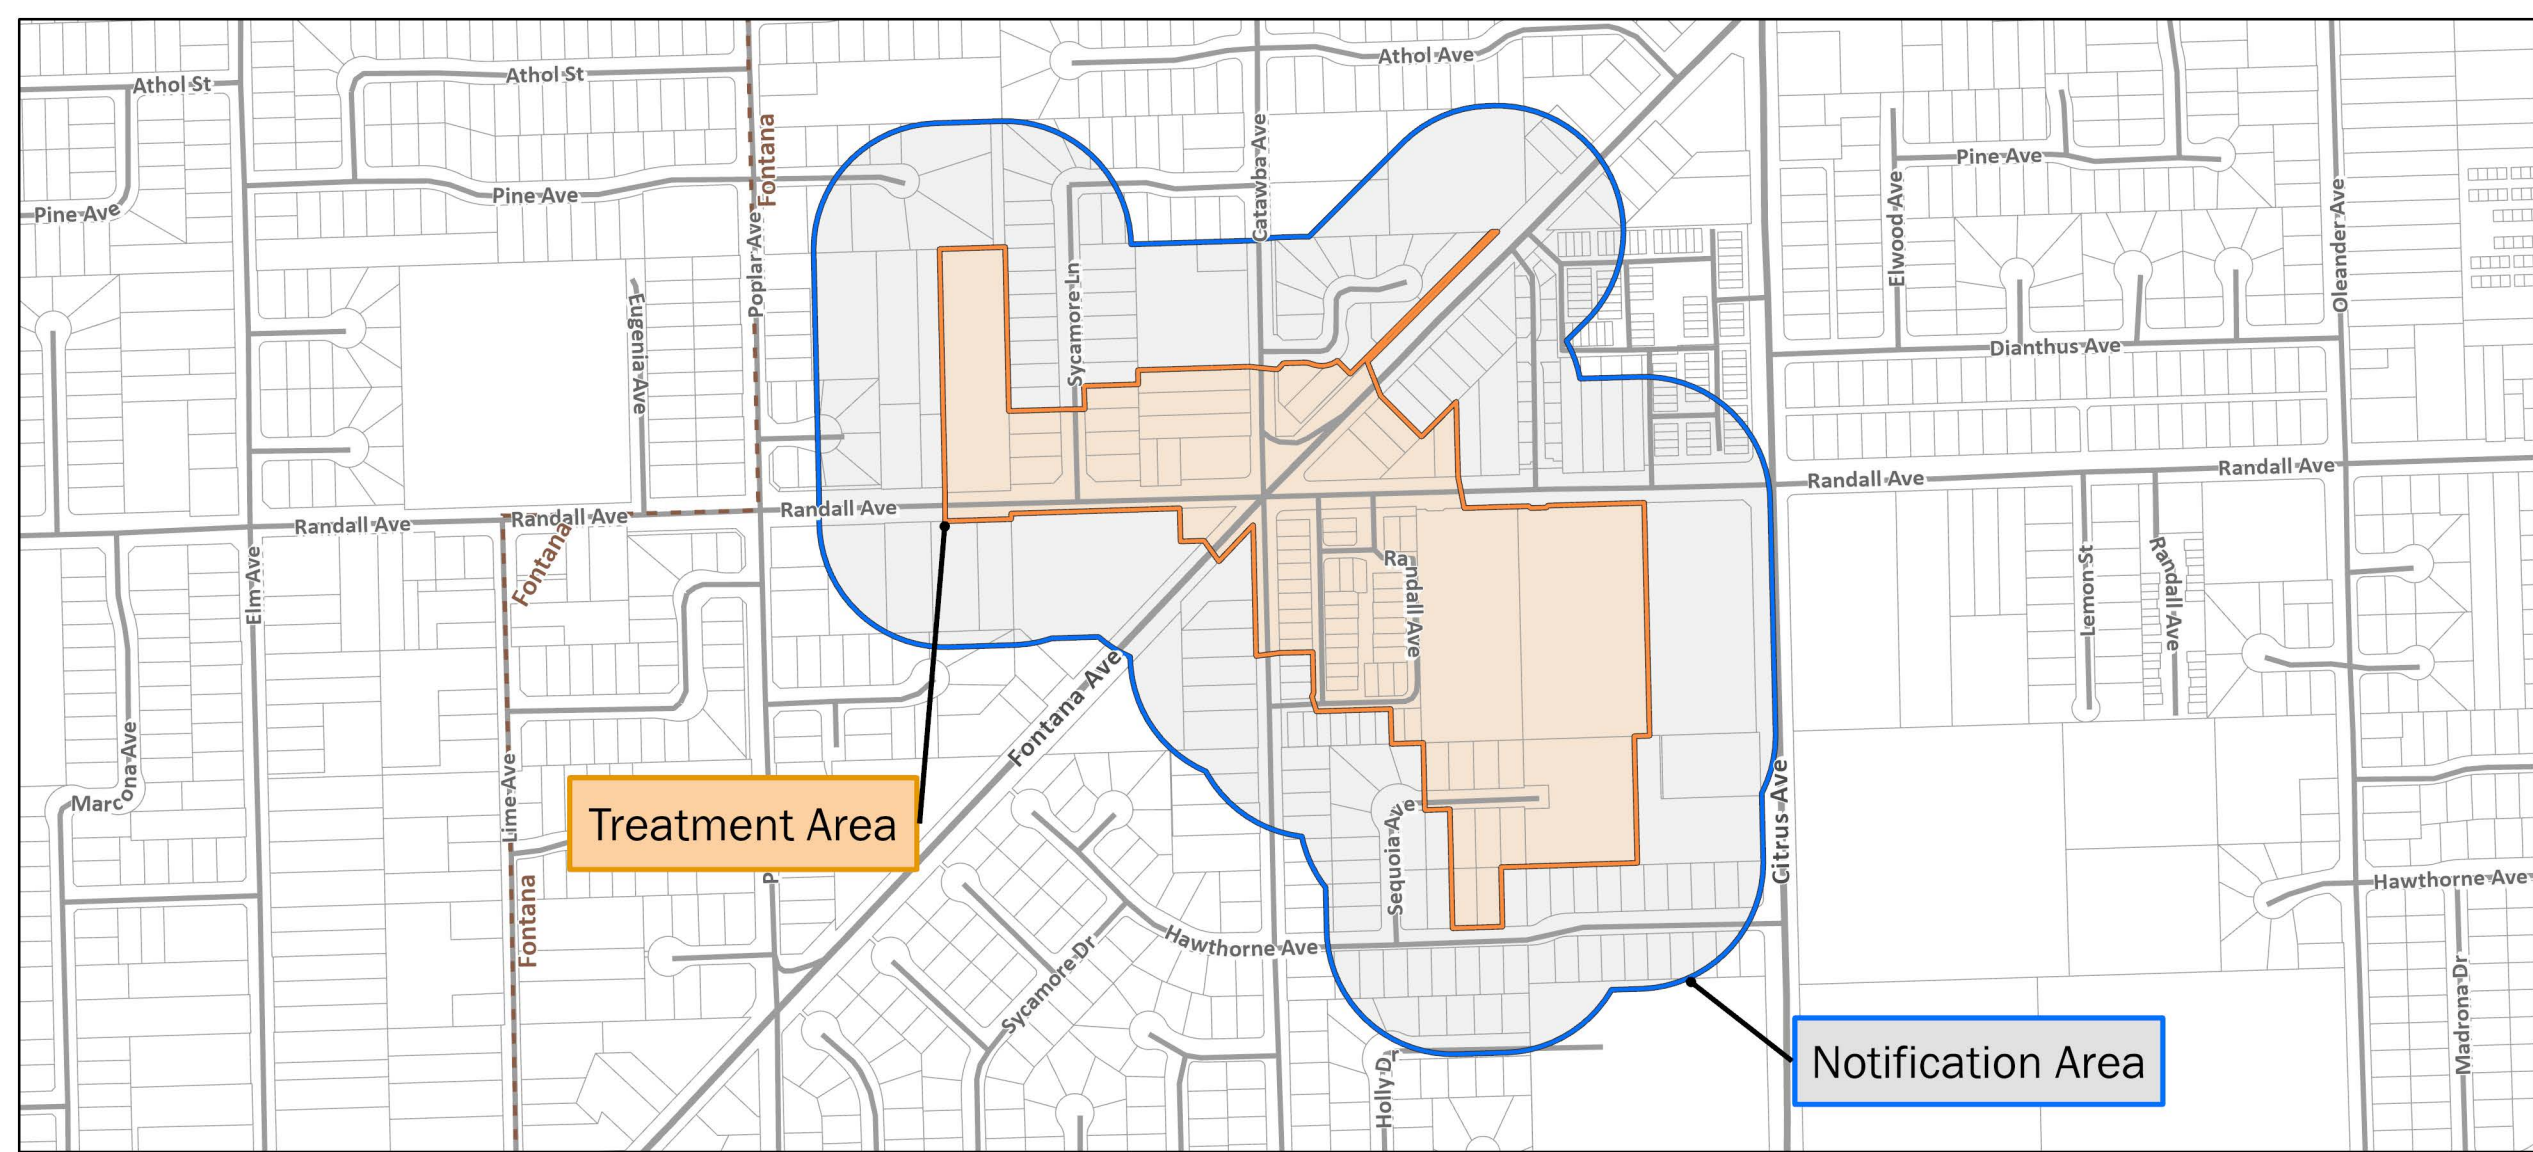 Athol St
Athol St
Athol Ave
Pine Ave
Pine Ave
Pine Ave
Fontana
Poplar Ave
Catawba Ave
Elwood Ave
Oleander Ave
Eugenia Ave
Sycamore Ln
Dianthus Ave
Randall Ave
Randall Ave
Randall Ave
Randall Ave
Randall Ave
Fontana
Elm Ave
Randall Ave
Lemon St
Randall Ave
Fontana Ave
Marcona Ave
Lime Ave
Treatment Area
P
Sequoia Ave
Citrus Ave
Fontana
Hawthorne Ave
Hawthorne Ave
Sycamore Dr
Madrona Dr
Holly Dr
Notification Area